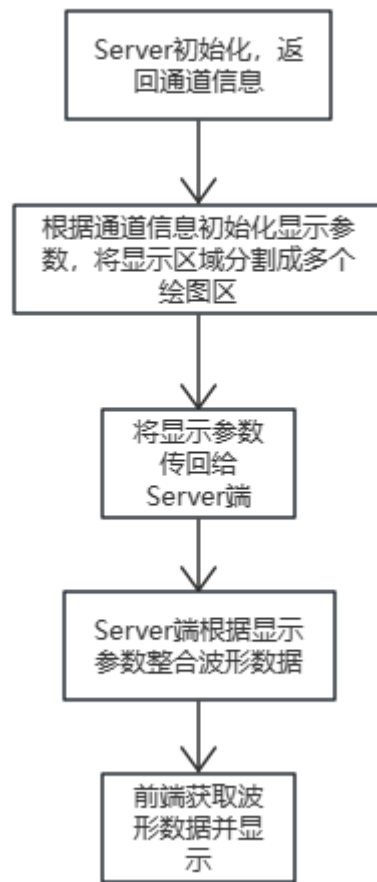 Server初始化，返
回通道信息
根据通道信息初始化显示参
数，将显示区域分割成多个
绘图区
将显示参数
传回给
Server端
Server端根据显示
参数整合波形数据
前端获取波
形数据并显
示